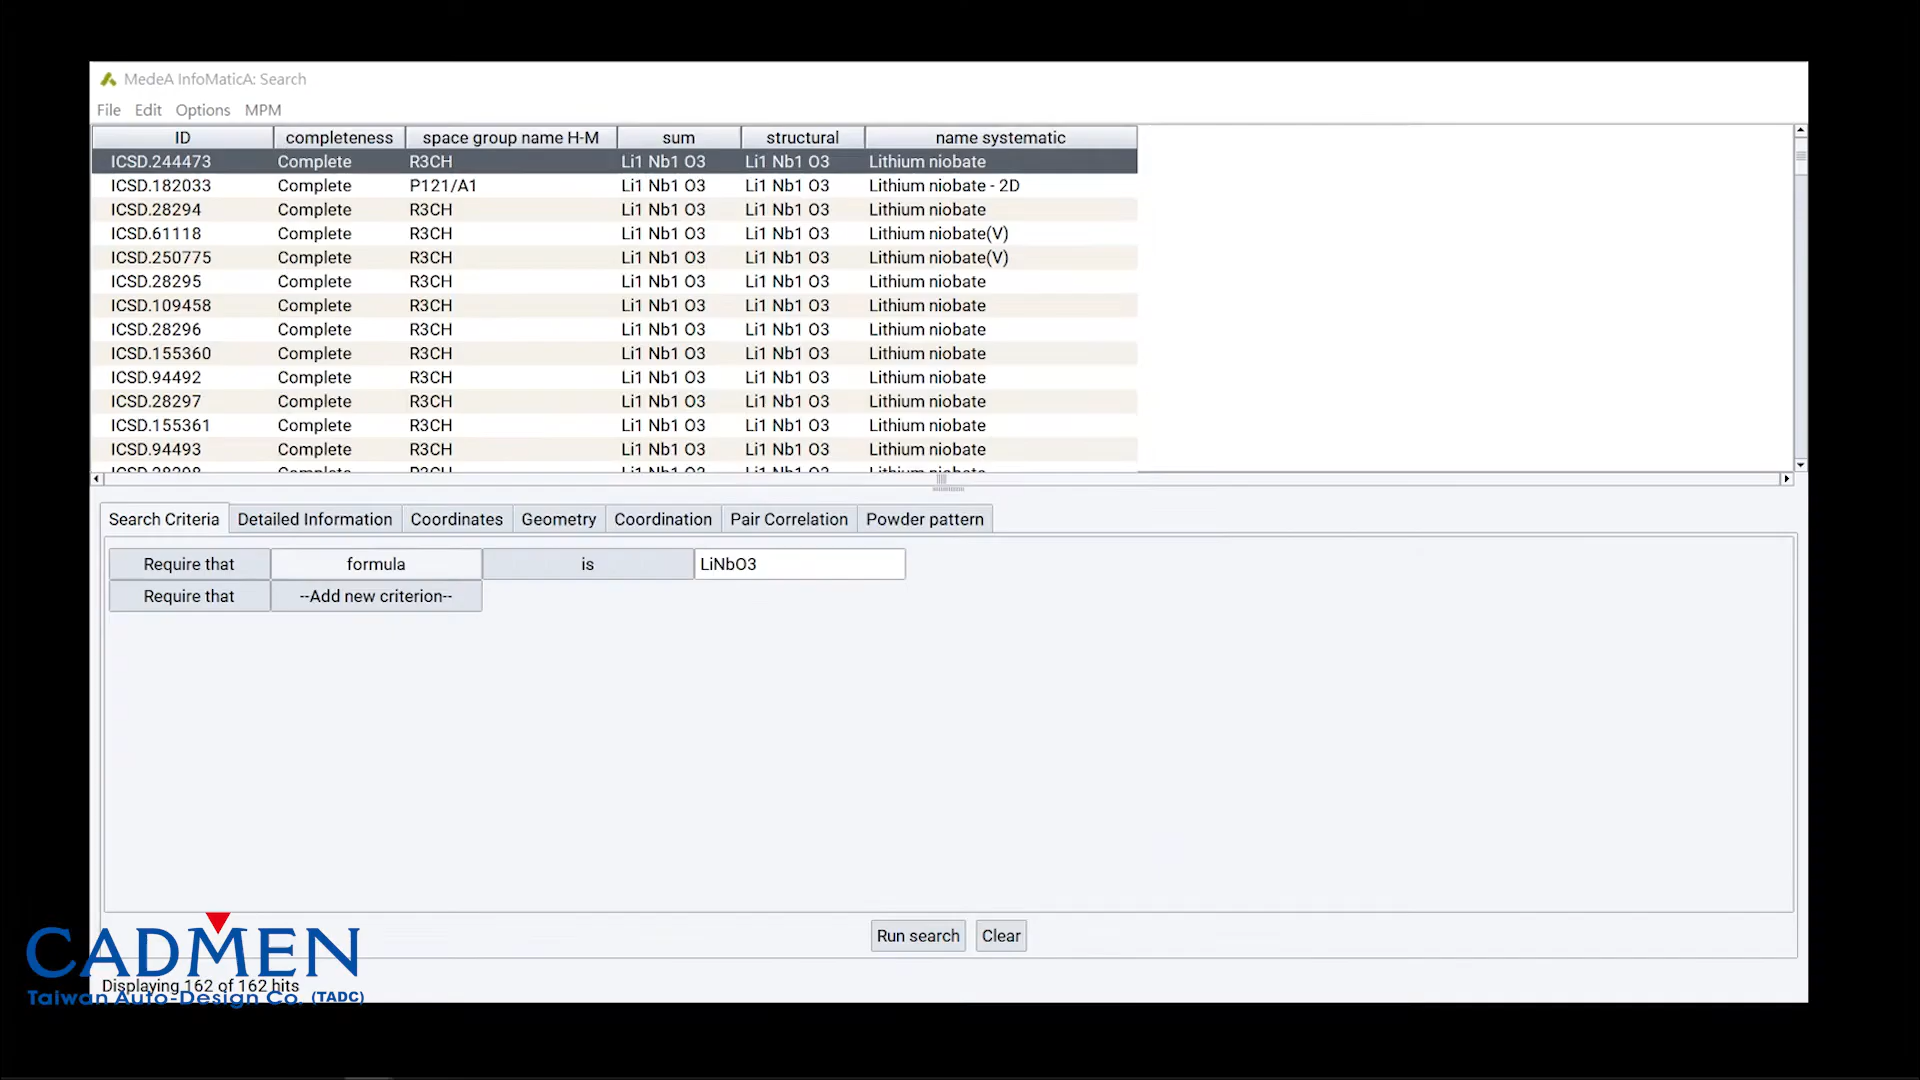 MedeA InfoMaticA: Search
File Edit Options MPM
ID completeness space group name H-M sum structural name systematic
ICSD.244473 Complete R3CH Li1 Nb1 O3 Li1 Nb1 O3 Lithium niobate
ICSD.182033 Complete P121/A1 Li1 Nb1 O3 Li1 Nb1 O3 Lithium niobate - 2D
ICSD.28294 Complete R3CH Li1 Nb1 O3 Li1 Nb1 O3 Lithium niobate
ICSD.61118 Complete R3CH Li1 Nb1 O3 Li1 Nb1 O3 Lithium niobate(V)
ICSD.250775 Complete R3CH Li1 Nb1 O3 Li1 Nb1 O3 Lithium niobate(V)
ICSD.28295 Complete R3CH Li1 Nb1 O3 Li1 Nb1 O3 Lithium niobate
ICSD.109458 Complete R3CH Li1 Nb1 O3 Li1 Nb1 O3 Lithium niobate
ICSD.28296 Complete R3CH Li1 Nb1 O3 Li1 Nb1 O3 Lithium niobate
ICSD.155360 Complete R3CH Li1 Nb1 O3 Li1 Nb1 O3 Lithium niobate
ICSD.94492 Complete R3CH Li1 Nb1 O3 Li1 Nb1 O3 Lithium niobate
ICSD.28297 Complete R3CH Li1 Nb1 O3 Li1 Nb1 O3 Lithium niobate
ICSD.155361 Complete R3CH Li1 Nb1 O3 Li1 Nb1 O3 Lithium niobate
ICSD.94493 Complete R3CH Li1 Nb1 O3 Li1 Nb1 O3 Lithium niobate
Search Criteria Detailed Information Coordinates Geometry Coordination Pair Correlation Powder pattern
Require that formula is LiNbO3
Require that --Add new criterion--
Run search Clear
CADMEN
Displaying 162 of 162 hits
Taiwan Auto-Design Co. (TADC)